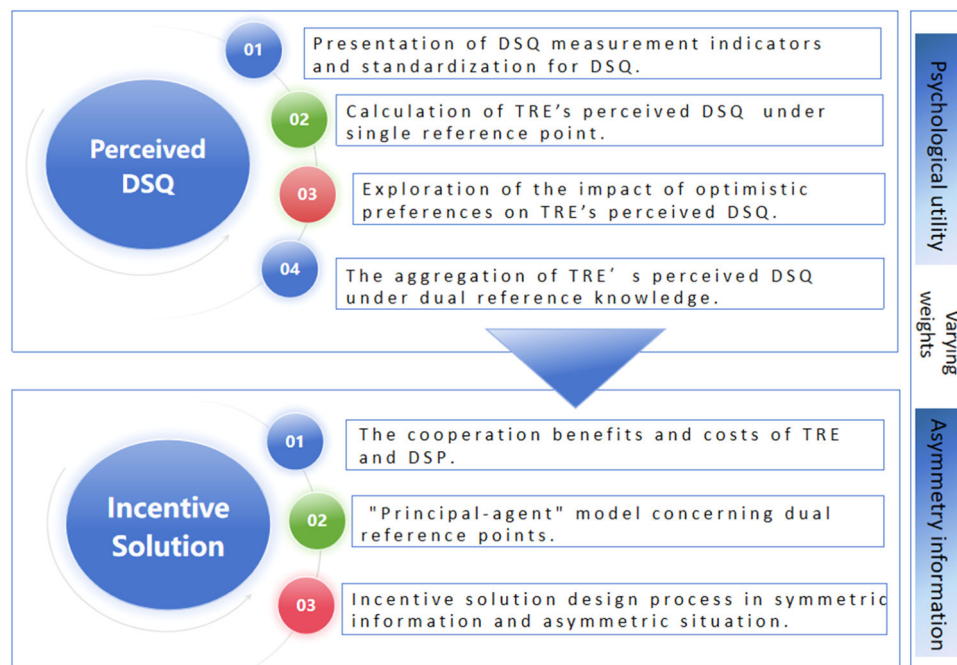 Perceived
DSQ
01
Presentation of DSQ measurement indicators
and standardization for DSQ.
02
Calculation of TRE's perceived DSQ under
single reference point.
03
Exploration of the impact of optimistic
preferences on TRE's perceived DSQ.
04
The aggregation of TRE's perceived DSQ
under dual reference knowledge.
Incentive
Solution
01
The cooperation benefits and costs of TRE
and DSP.
02
"Principal-agent" model concerning dual
reference points.
03
Incentive solution design process in symmetric
information and asymmetric situation.
Psychological utility
Varying
weights
Asymmetry information